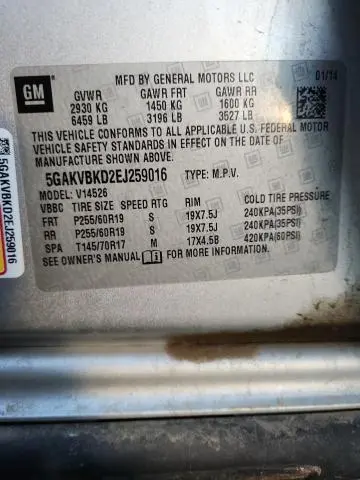 GM
MFD BY GENERAL MOTORS LLC 01/14
GVWR GAWR FRT GAWR RR
2930 KG 1450 KG 1600 KG
6459 LB 3196 LB 3527 LB
THIS VEHICLE CONFORMS TO ALL APPLICABLE U.S. FEDERAL MOTOR
VEHICLE SAFETY AND THEFT PREVENTION STANDARDS IN EFFECT ON
THE DATE OF MANUFACTURE SHOWN ABOVE.
5GAKVBKD2EJ259016 TYPE: M.P.V.
MODEL: V14526
VBBC TIRE SIZE SPEED RTG RIM COLD TIRE PRESSURE
FRT P255/60R19 S 19X7.5J 240KPA(35PSI)
RR P255/60R19 S 19X7.5J 240KPA(35PSI)
SPA T145/70R17 M 17X4.5B 420KPA(60PSI)
SEE OWNER'S MANUAL FOR MORE INFORMATION.
5GAKVBKD2EJ259016